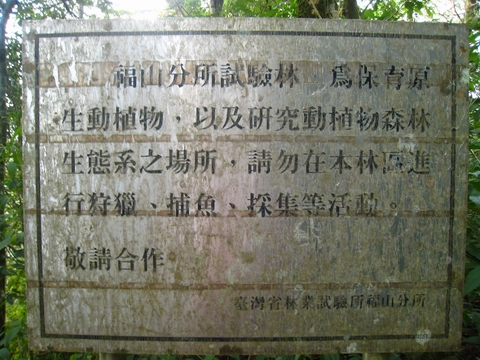 福山分所試驗林 為保育原
生動植物，以及研究動植物森林
生態系之場所，請勿在本林區進
行狩獵、捕魚、採集等活動。
敬請合作
臺灣省林業試驗所福山分所